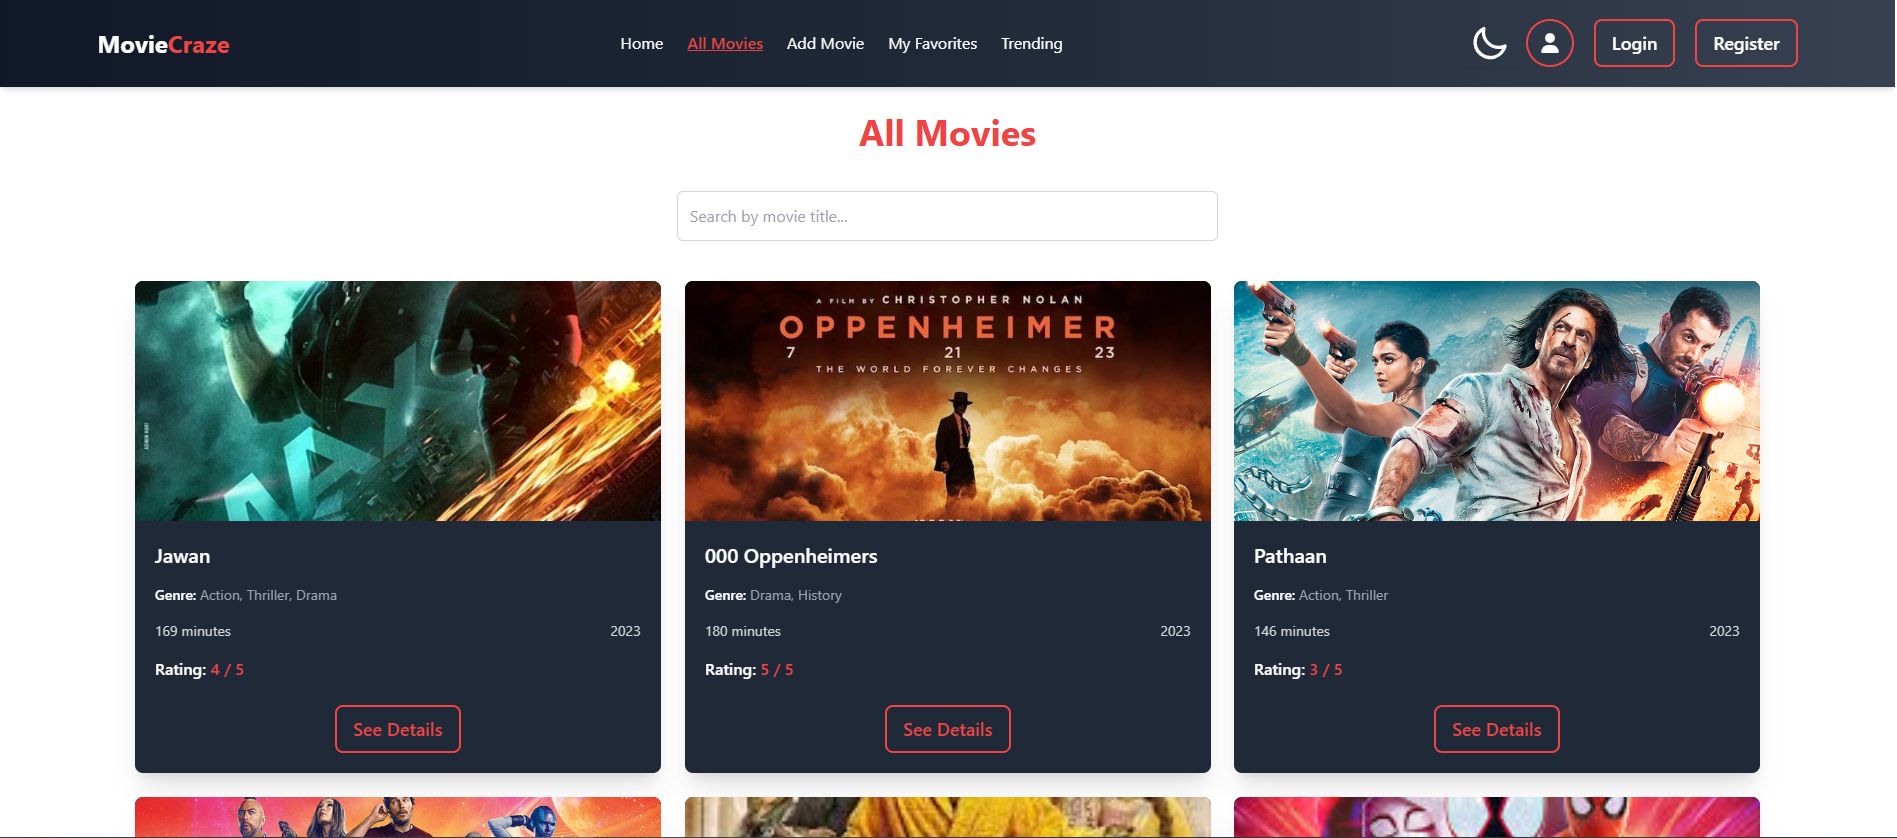 MovieCraze
Home All Movies Add Movie My Favorites Trending
Login Register
All Movies
Search by movie title...
A FILM BY CHRISTOPHER NOLAN
OPPENHEIMER
7 21 23
THE WORLD FOREVER CHANGES
Jawan
Genre: Action, Thriller, Drama
169 minutes 2023
Rating: 4 / 5
See Details
000 Oppenheimers
Genre: Drama, History
180 minutes 2023
Rating: 5 / 5
See Details
Pathaan
Genre: Action, Thriller
146 minutes 2023
Rating: 3 / 5
See Details